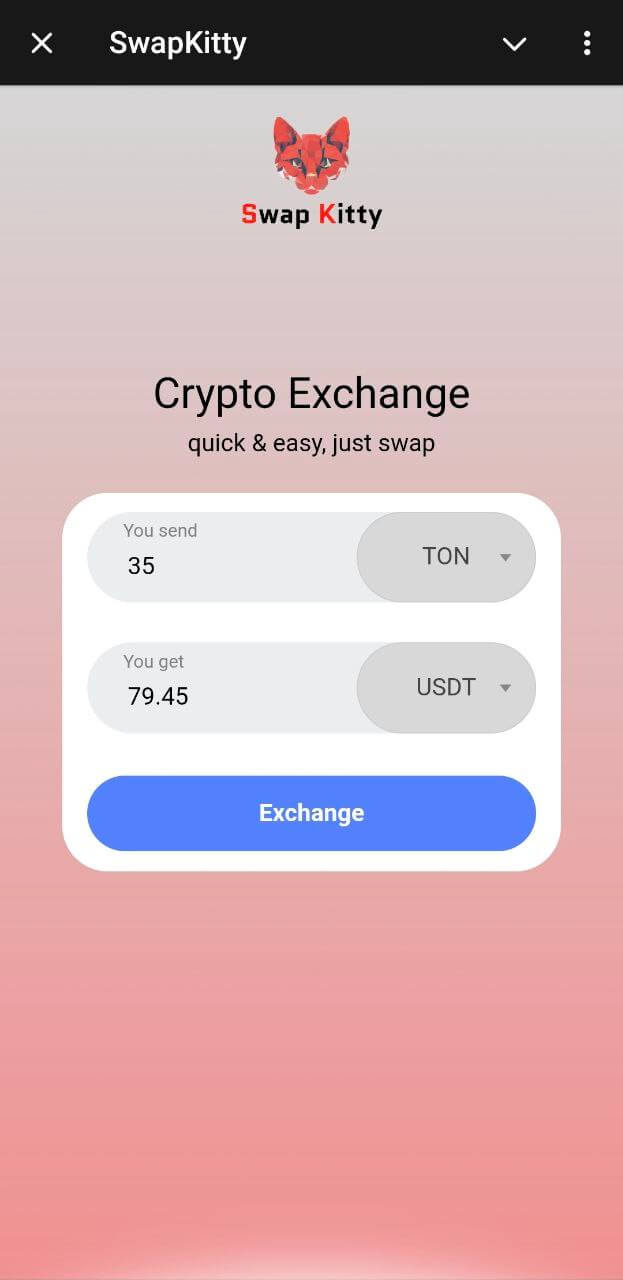 SwapKitty
Swap Kitty
Crypto Exchange
quick & easy, just swap
You send
35
TON
You get
79.45
USDT
Exchange